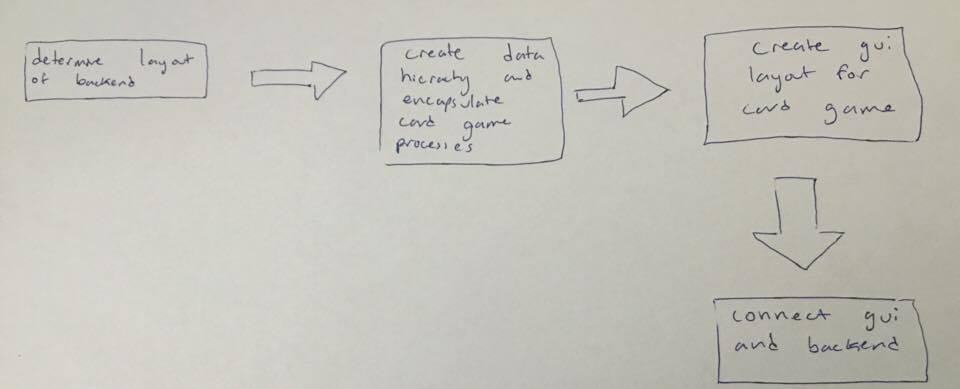 determine layout
of backend
create data
hierachy and
encapsulate
card game
processes
create gui
layout for
card game
connect gui
and backend